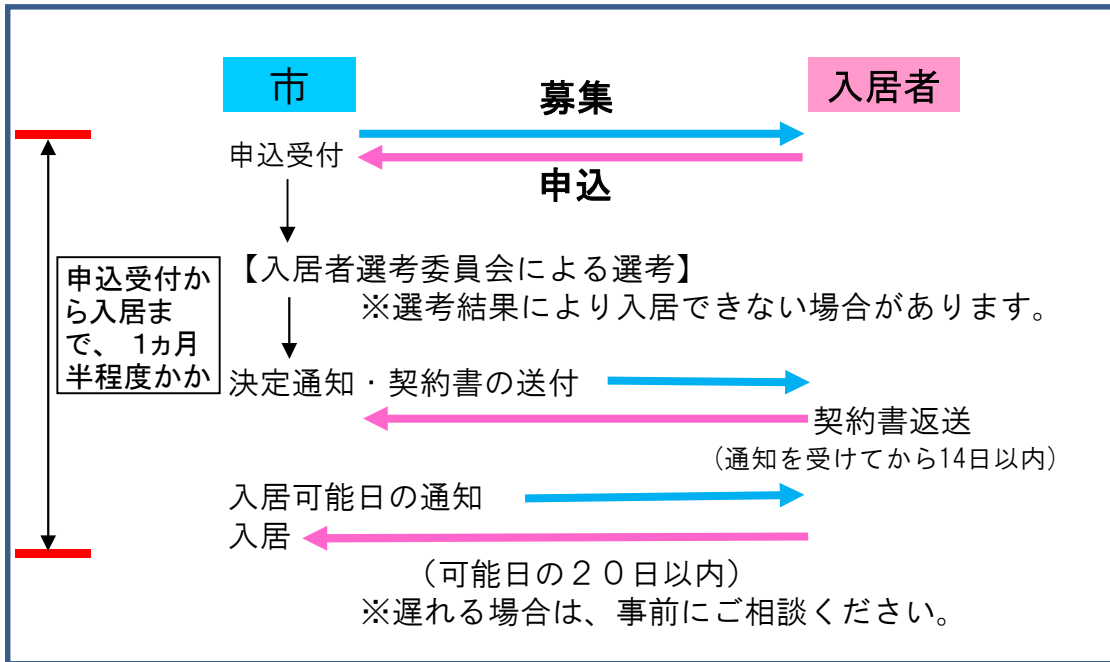 市
入居者
募集
申込受付
申込
【入居者選考委員会による選考】
※選考結果により入居できない場合があります。
申込受付か
ら入居ま
で、 1ヵ月
半程度かか
決定通知・契約書の送付
契約書返送
（通知を受けてから14日以内）
入居可能日の通知
入居
（可能日の２０日以内）
※遅れる場合は、事前にご相談ください。